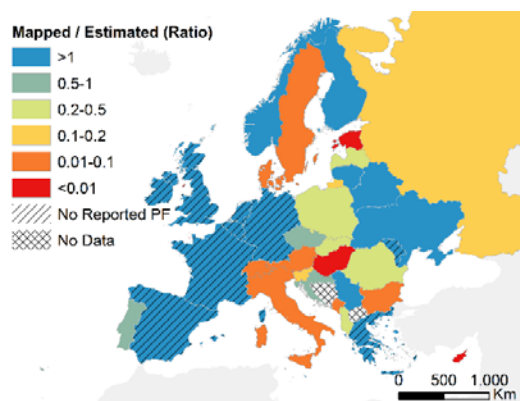 Mapped / Estimated (Ratio)
>1
0.5-1
0.2-0.5
0.1-0.2
0.01-0.1
<0.01
No Reported PF
No Data
0 500 1,000
Km